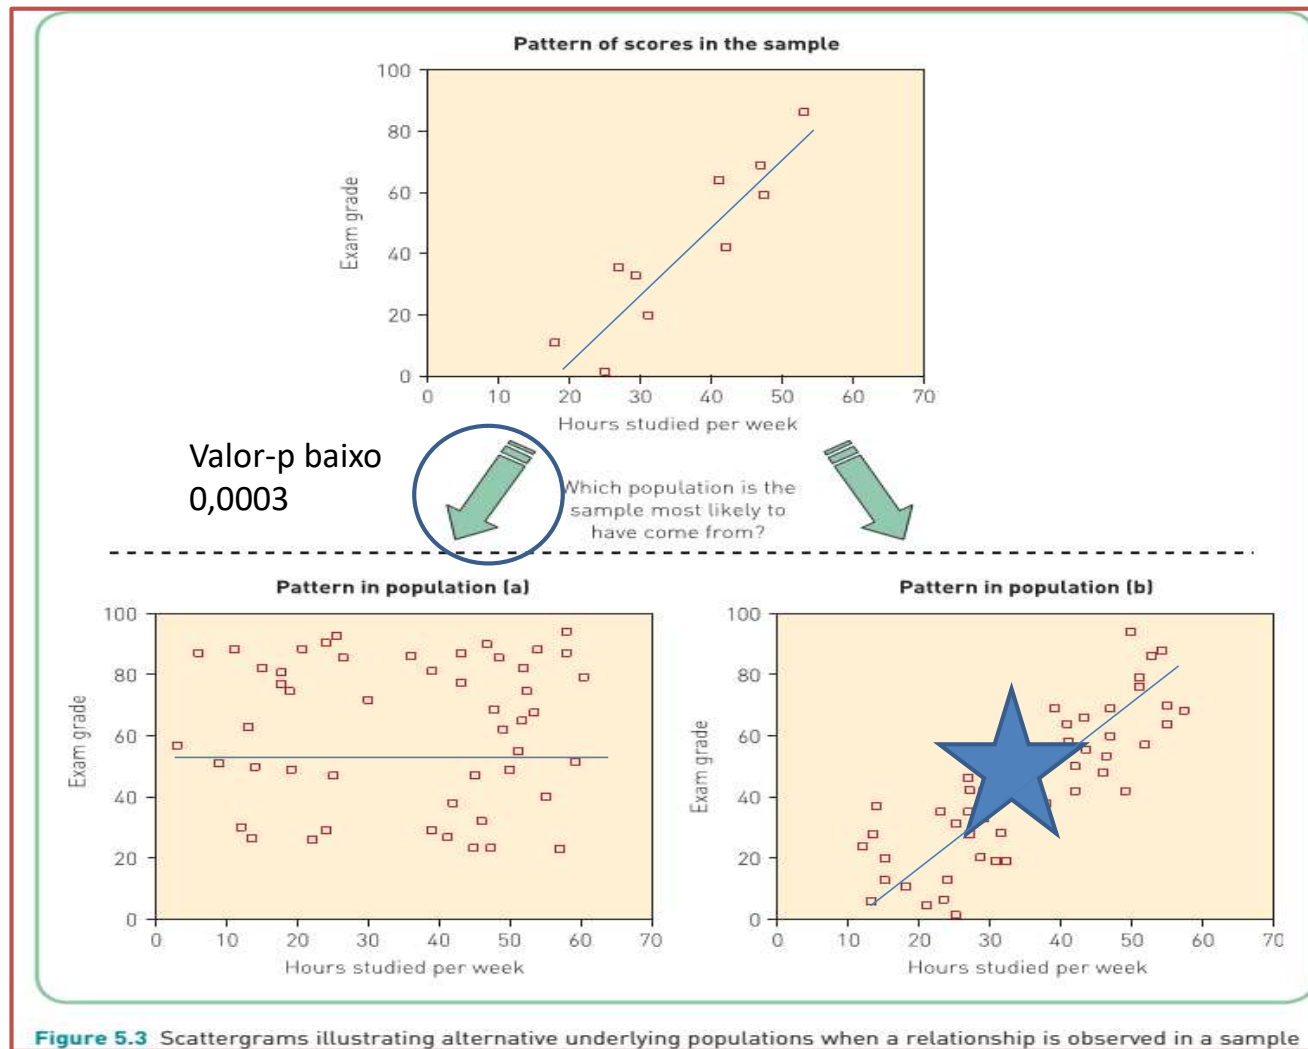 Pattern of scores in the sample
100
80
60
40
20
0
Exam grade
0 10 20 30 40 50 60 70
Hours studied per week
Valor-p baixo
0,0003
Which population is the
sample most likely to
have come from?
Pattern in population (a)
100
80
60
40
20
0
Exam grade
0 10 20 30 40 50 60 70
Hours studied per week
Pattern in population (b)
100
80
60
40
20
0
Exam grade
0 10 20 30 40 50 60 70
Hours studied per week
Figure 5.3 Scattergrams illustrating alternative underlying populations when a relationship is observed in a sample